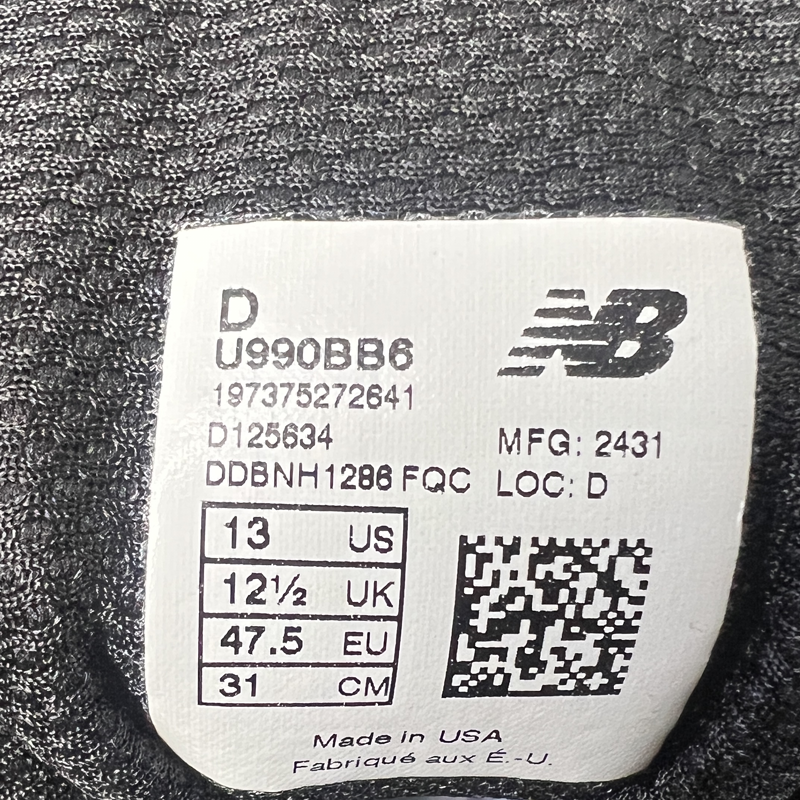 D
NB
U990BB6
197375272641
D125634
MFG: 2431
DDBNH1286 FQC
LOC: D
13 US
12½ UK
47.5 EU
31 CM
Made in USA
Fabriqué aux É.-U.